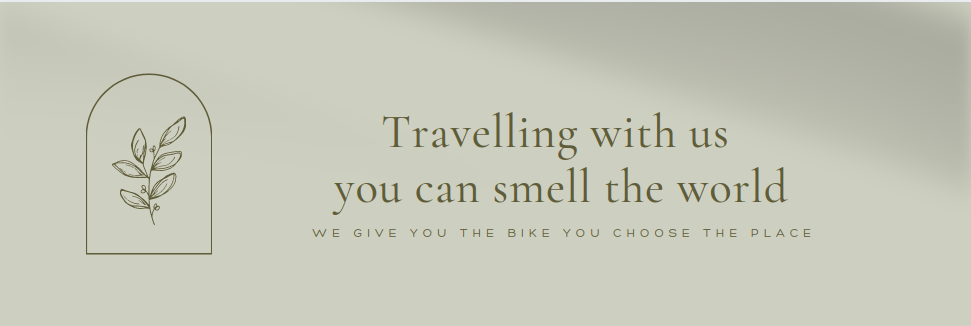 Travelling with us
you can smell the world
WE GIVE YOU THE BIKE YOU CHOOSE THE PLACE